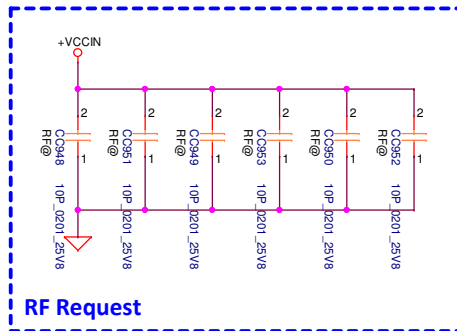 +VCCIN
2
2
2
2
2
2
CC948
RF@
CC951
RF@
CC949
RF@
CC953
RF@
CC950
RF@
CC952
RF@
1
1
1
1
1
1
10P_0201_25V8
10P_0201_25V8
10P_0201_25V8
10P_0201_25V8
10P_0201_25V8
10P_0201_25V8
RF Request